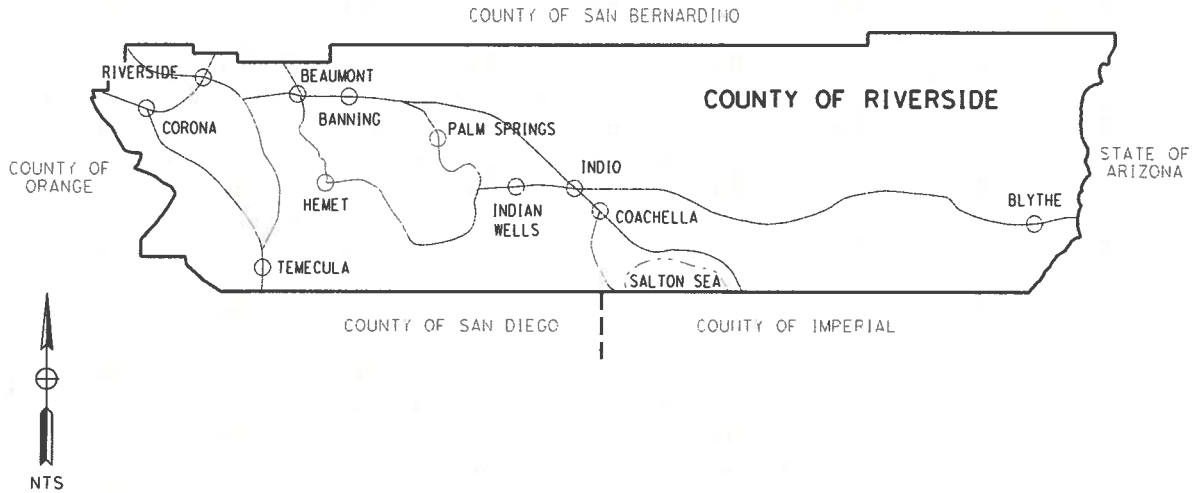 COUNTY OF SAN BERNARDINO
RIVERSIDE
BEAUMONT
COUNTY OF RIVERSIDE
CORONA
BANNING
PALM SPRINGS
COUNTY OF
ORANGE
STATE OF
ARIZONA
INDIO
HEMET
INDIAN
WELLS
COACHELLA
BLYTHE
TEMECULA
SALTON SEA
COUNTY OF SAN DIEGO
COUNTY OF IMPERIAL
NTS